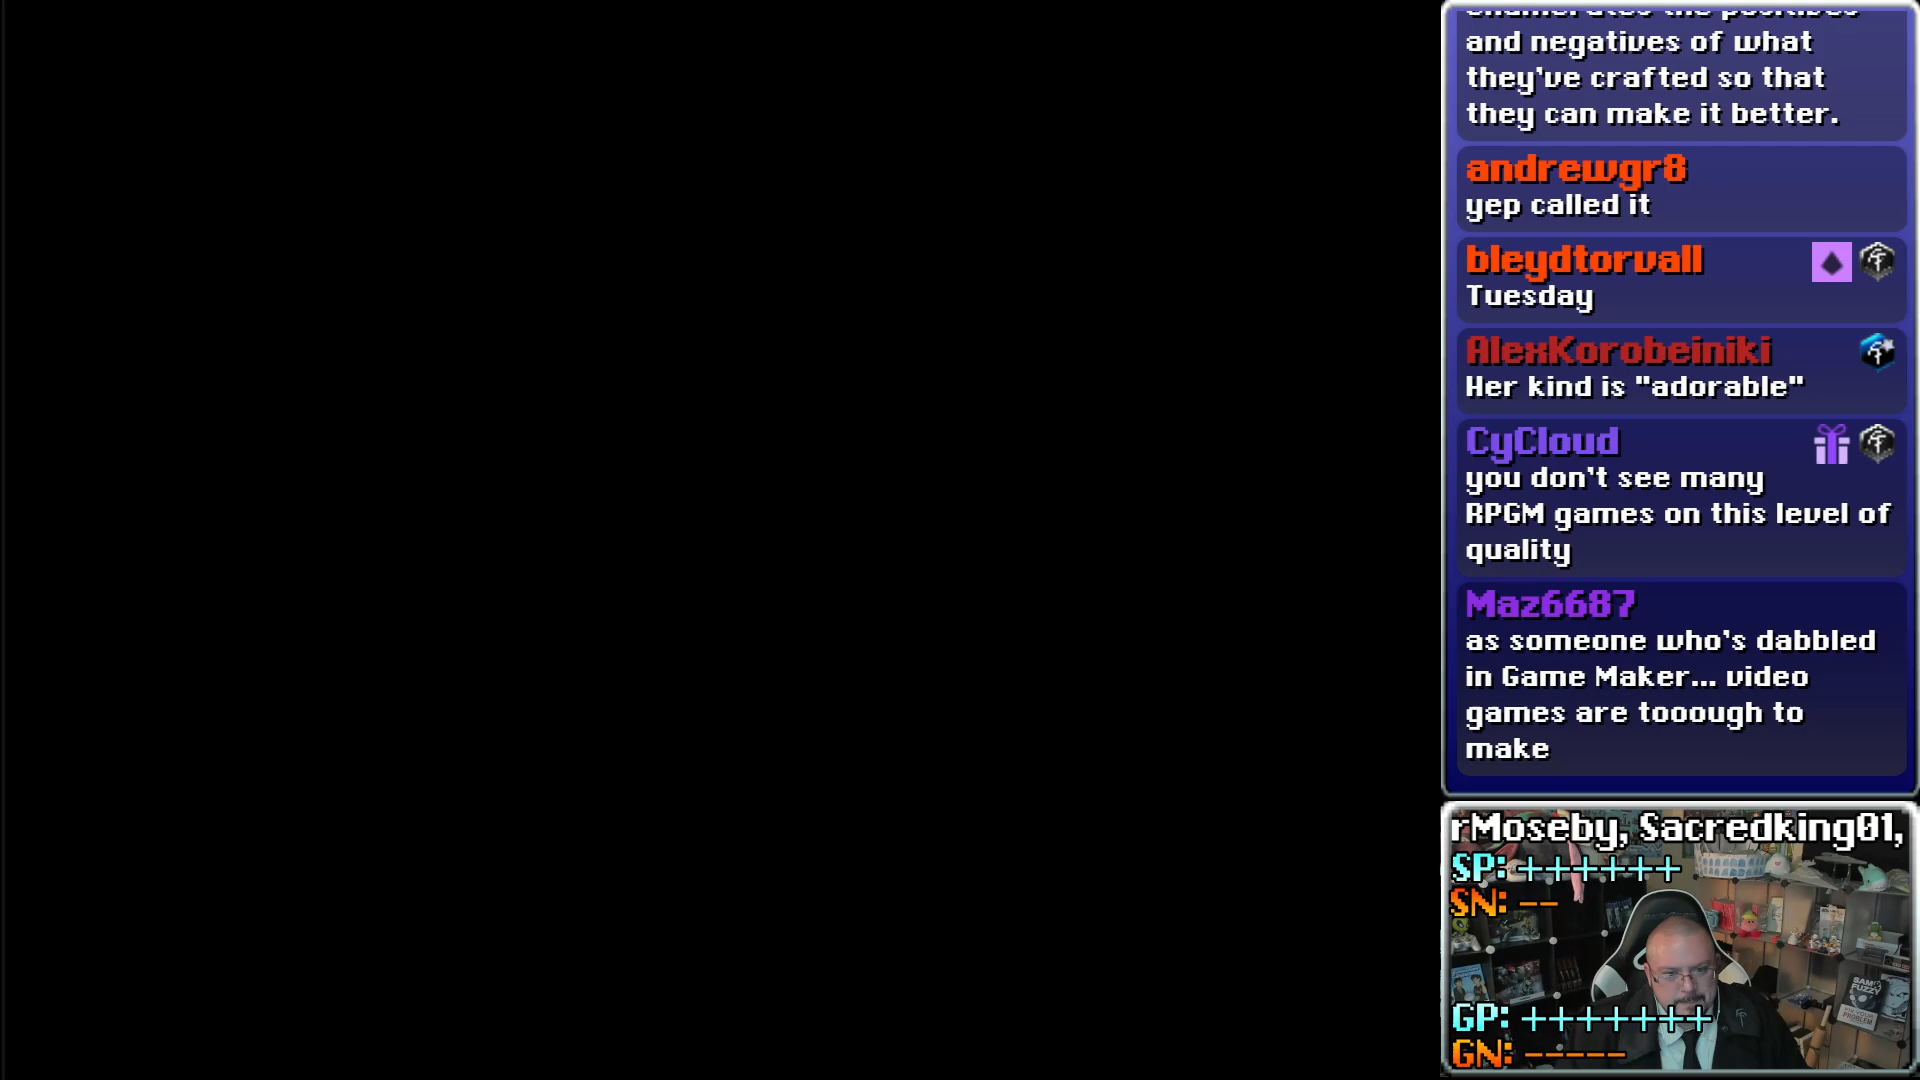 and negatives of what
they've crafted so that
they can make it better.
andrewgr8
yep called it
bleydtorvall
Tuesday
AlexKorobeiniki
Her kind is "adorable"
CyCloud
you don't see many
RPGM games on this level of
quality
Maz6687
as someone who's dabbled
in Game Maker... video
games are tooough to
make
rMoseby, Sacredking01,
SP: ++++++
SN: --
SAM
FUZZY
PROBLEM
GP: +++++++
GN: -----